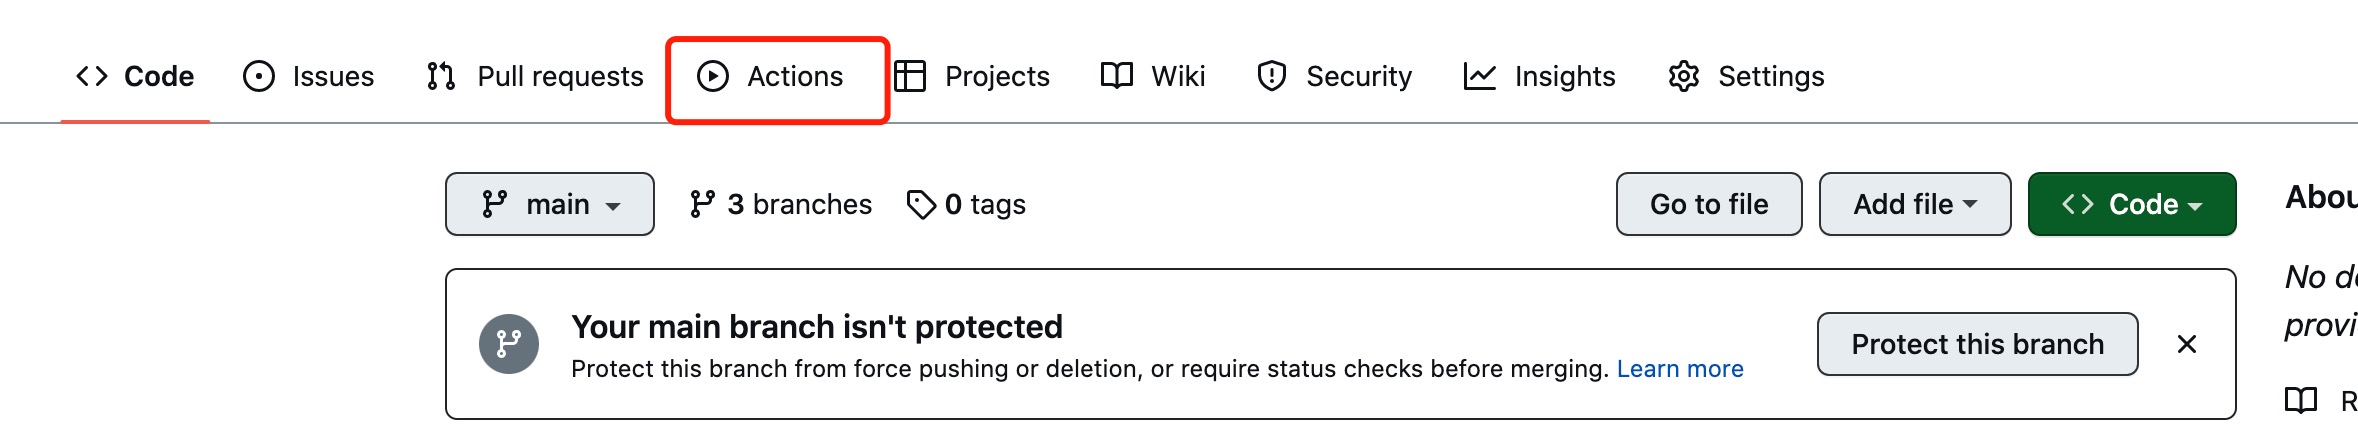 Code Issues Pull requests Actions Projects Wiki Security Insights Settings
main 3 branches 0 tags Go to file Add file Code
Your main branch isn't protected
Protect this branch from force pushing or deletion, or require status checks before merging. Learn more
Protect this branch
Abou
No d
provi
R